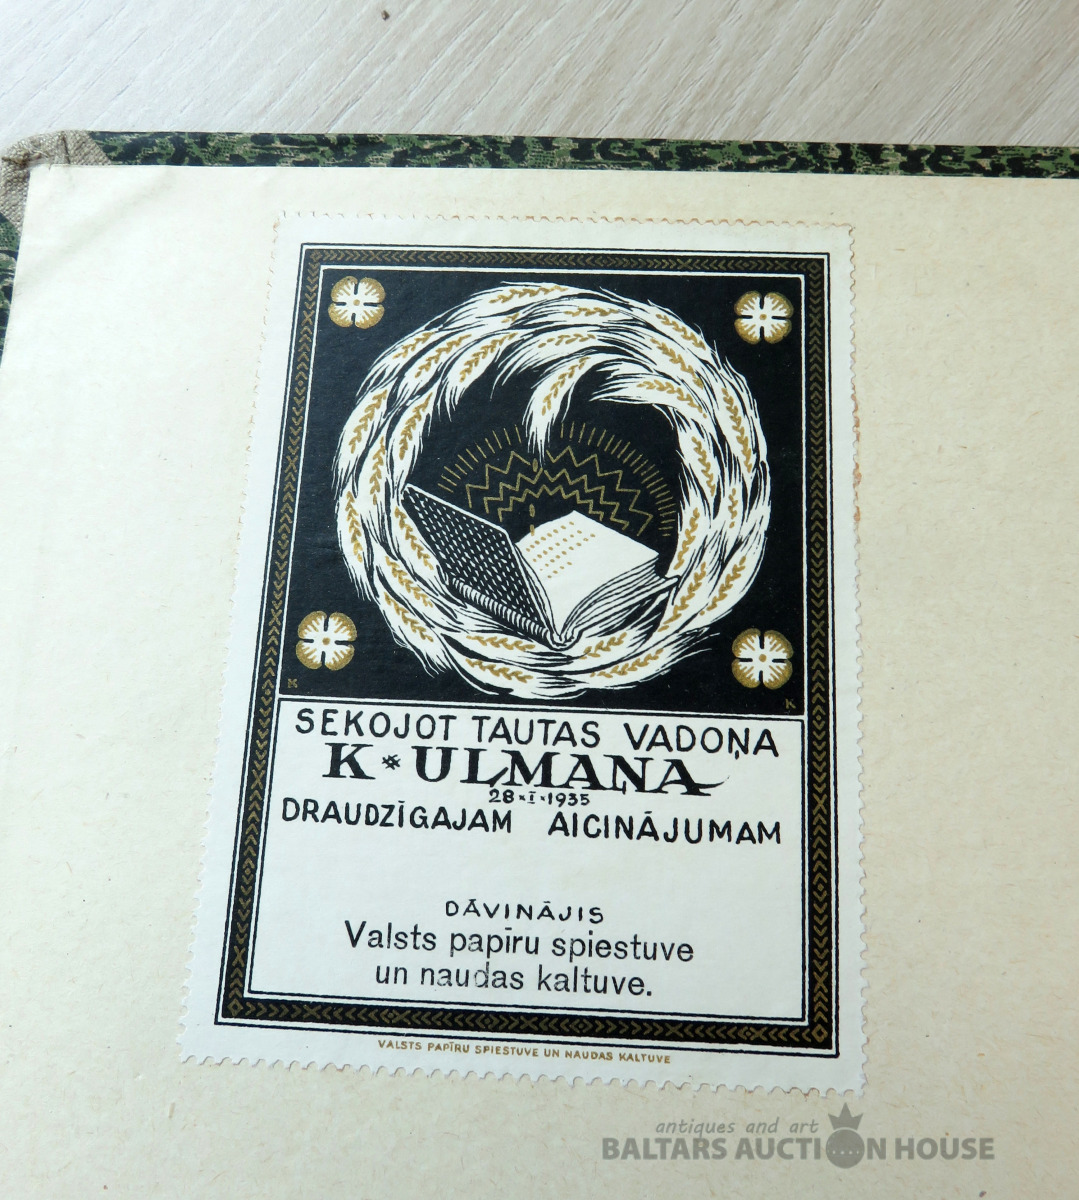 SEKOJOT TAUTAS VADOŅA
K * UĻMAŅA
28 * I * 1935
DRAUDZĪGAJAM AICINĀJUMAM
DĀVINĀJIS
Valsts papīru spiestuve
un naudas kaltuve.
VALSTS PAPĪRU SPIESTUVE UN NAUDAS KALTUVE
antiques and art
BALTARS AUCTION HOUSE